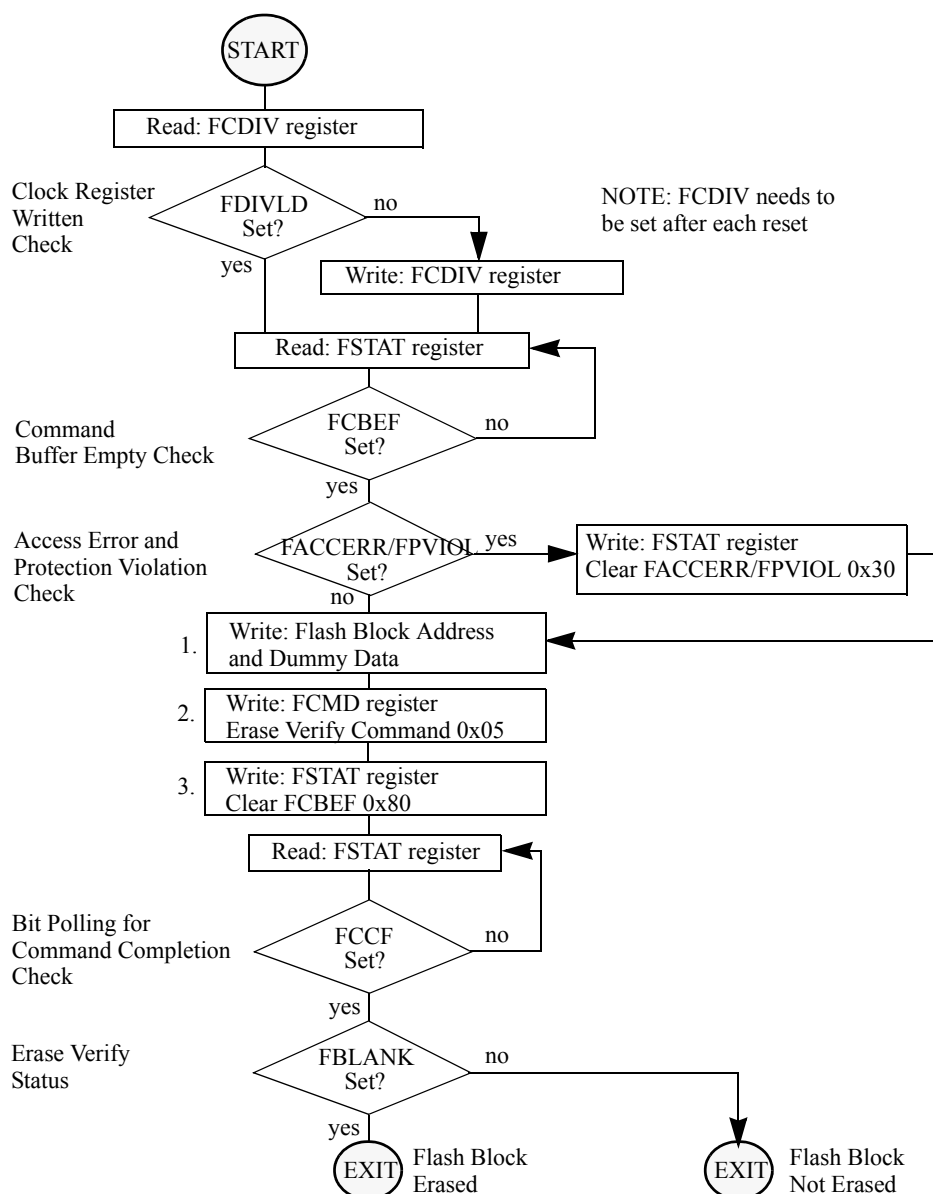 START
Read: FCDIV register
Clock Register
Written
Check
FDIVLD
Set?
no
yes
NOTE: FCDIV needs to
be set after each reset
Write: FCDIV register
Read: FSTAT register
Command
Buffer Empty Check
FCBEF
Set?
no
yes
Access Error and
Protection Violation
Check
FACCERR/FPVIOL
Set?
yes
no
Write: FSTAT register
Clear FACCERR/FPVIOL 0x30
1.
Write: Flash Block Address
and Dummy Data
2.
Write: FCMD register
Erase Verify Command 0x05
3.
Write: FSTAT register
Clear FCBEF 0x80
Read: FSTAT register
Bit Polling for
Command Completion
Check
FCCF
Set?
no
yes
Erase Verify
Status
FBLANK
Set?
no
yes
EXIT
Flash Block
Erased
EXIT
Flash Block
Not Erased